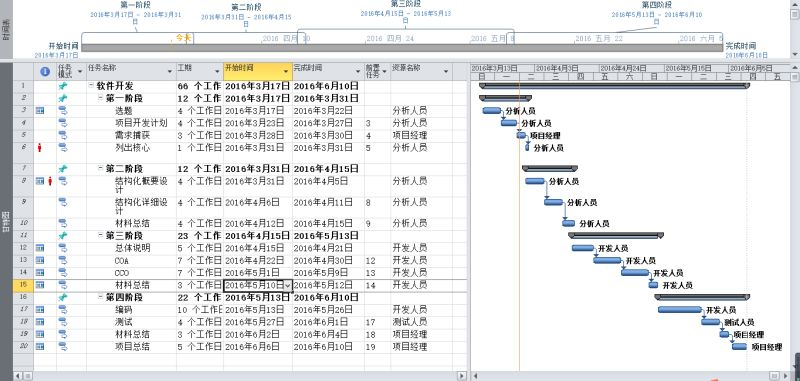 第一阶段
2016年3月17日 - 2016年3月31日
第二阶段
2016年3月31日 - 2016年4月15日
第三阶段
2016年4月15日 - 2016年5月13日
第四阶段
2016年5月13日 - 2016年6月10日
开始时间
2016年3月17日
, 今天
2016 四月
2016 四月 24
2016 五月 8
2016 五月 22
2016 六月 5
完成时间
2016年6月10日
任务模式 任务名称 工期 开始时间 完成时间 前置任务 资源名称
2016年3月13日 2016年4月3日 2016年4月24日 2016年5月15日 2016年6月5日
日 一 二 三 四 五 六 日 一 二 三 四 五
1 软件开发 66 个工作 2016年3月17日 2016年6月10日
2 第一阶段 12 个工作 2016年3月17日 2016年3月31日
3 选题 4 个工作日 2016年3月17日 2016年3月22日 分析人员 分析人员
4 项目开发计划 4 个工作日 2016年3月23日 2016年3月27日 3 分析人员 分析人员
5 需求捕获 3 个工作日 2016年3月28日 2016年3月30日 4 项目经理 项目经理
6 列出核心 1 个工作日 2016年3月31日 2016年3月31日 5 分析人员 分析人员
7 第二阶段 12 个工作 2016年3月31日 2016年4月15日
8 结构化概要设计 4 个工作日 2016年3月31日 2016年4月5日 分析人员 分析人员
9 结构化详细设计 4 个工作日 2016年4月6日 2016年4月11日 8 分析人员 分析人员
10 材料总结 4 个工作日 2016年4月12日 2016年4月15日 9 分析人员 分析人员
11 第三阶段 23 个工作 2016年4月15日 2016年5月13日
12 总体说明 5 个工作日 2016年4月15日 2016年4月21日 开发人员 开发人员
13 COA 7 个工作日 2016年4月22日 2016年4月30日 12 开发人员 开发人员
14 CCO 7 个工作日 2016年5月1日 2016年5月9日 13 开发人员 开发人员
15 材料总结 3 个工作日 2016年5月10日 2016年5月12日 14 开发人员 开发人员
16 第四阶段 22 个工作 2016年5月13日 2016年6月10日
17 编码 10 个工作日 2016年5月13日 2016年5月26日 开发人员 开发人员
18 测试 4 个工作日 2016年5月27日 2016年6月1日 17 测试人员 测试人员
19 材料总结 3 个工作日 2016年6月2日 2016年6月4日 18 项目经理 项目经理
20 项目总结 5 个工作日 2016年6月6日 2016年6月10日 19 项目经理 项目经理